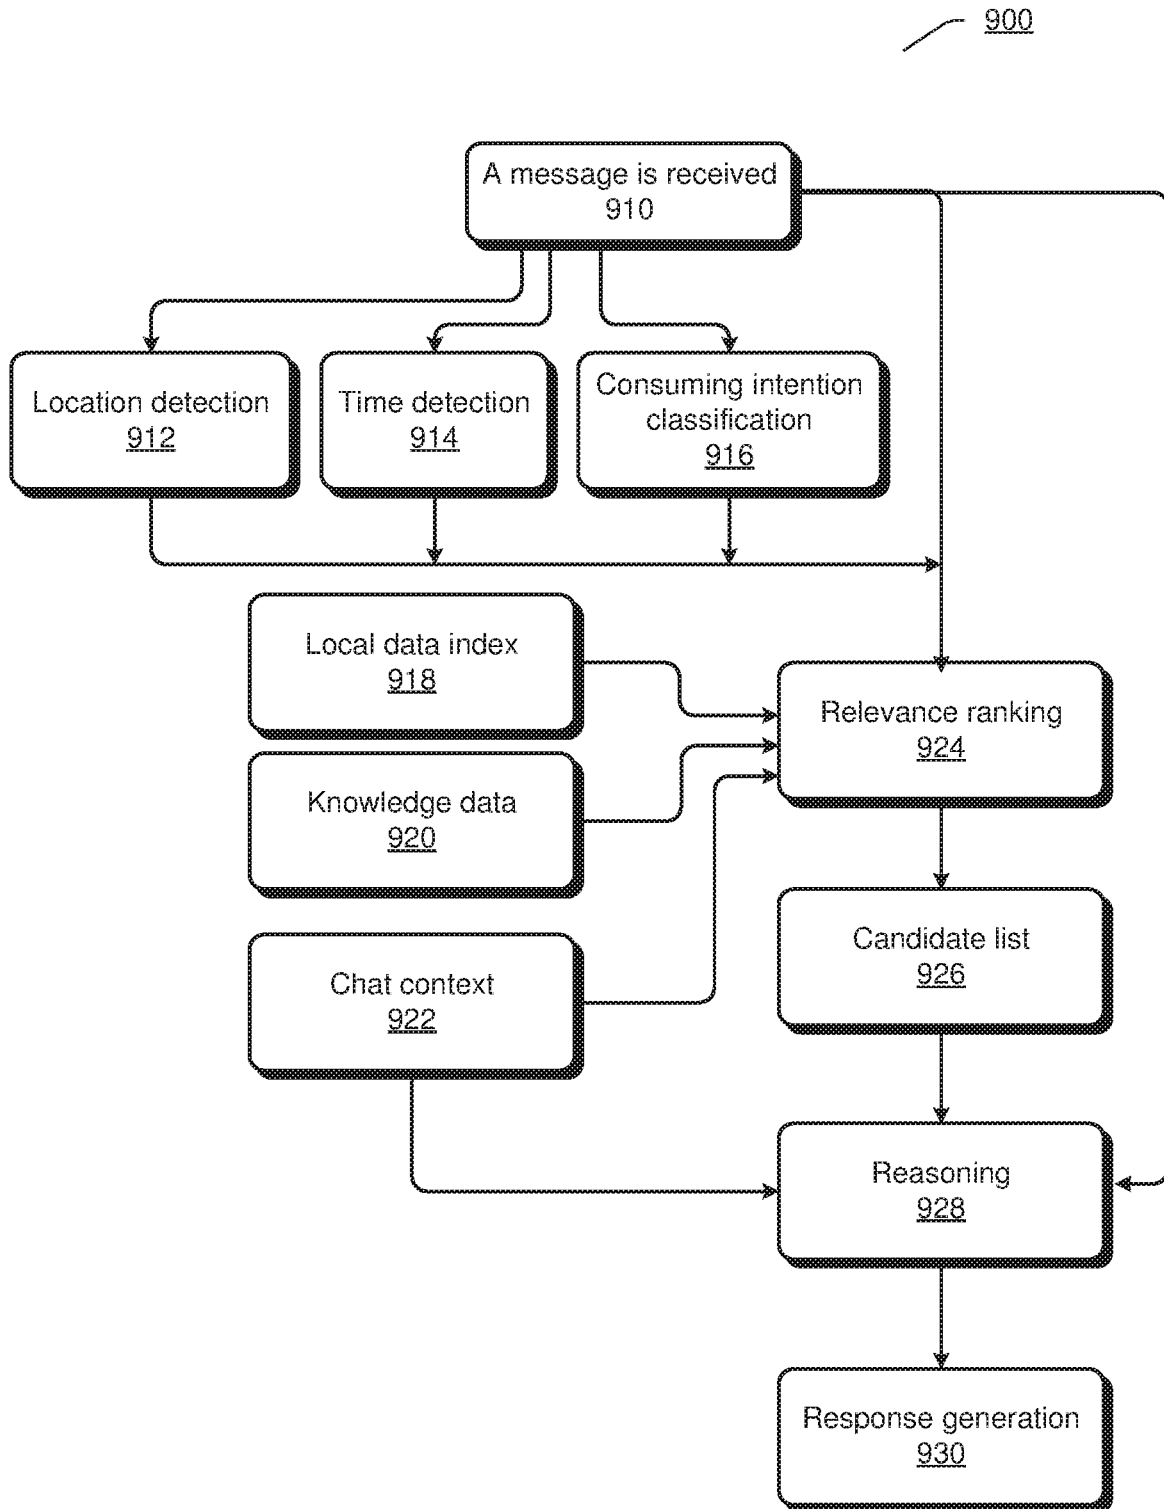 900
A message is received
910
Location detection
912
Time detection
914
Consuming intention
classification
916
Local data index
918
Relevance ranking
924
Knowledge data
920
Candidate list
926
Chat context
922
Reasoning
928
Response generation
930